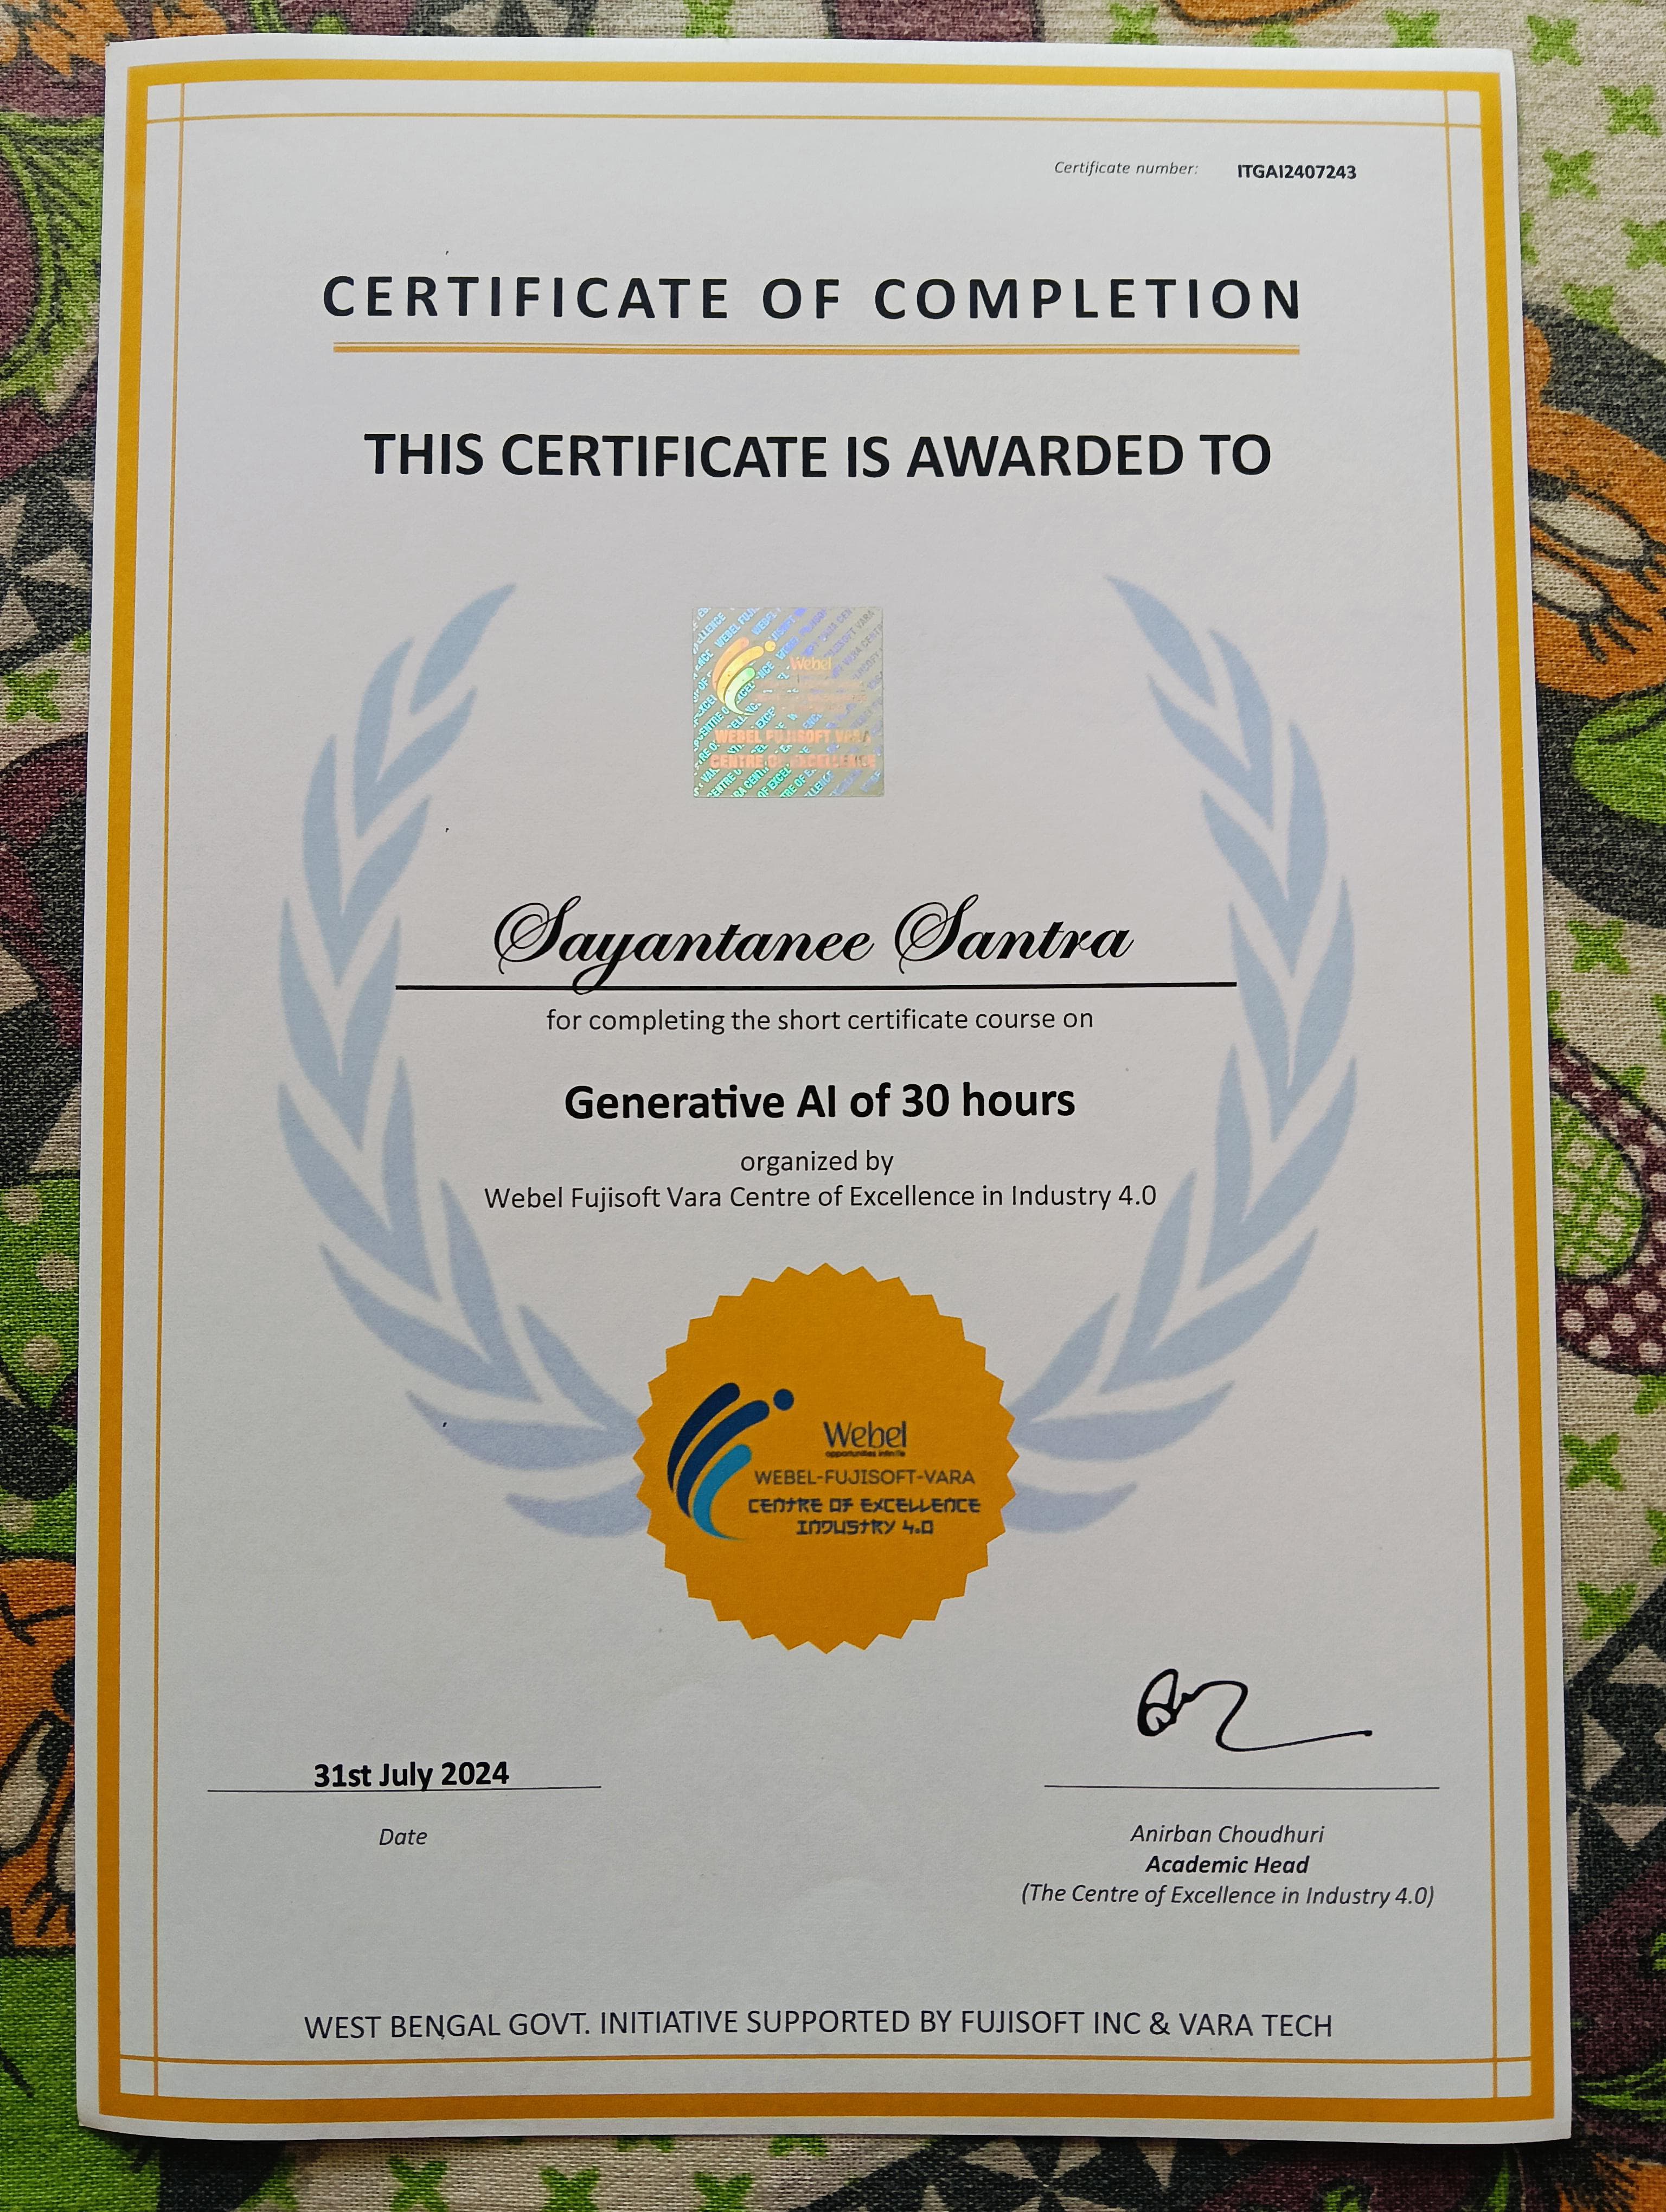 Certificate number: ITGAI2407243
CERTIFICATE OF COMPLETION
THIS CERTIFICATE IS AWARDED TO
Webel
WEBEL FUJISOFT VARA
CENTRE OF EXCELLENCE
Sayantanee Santra
for completing the short certificate course on
Generative AI of 30 hours
organized by
Webel Fujisoft Vara Centre of Excellence in Industry 4.0
Webel
opportunities infinite
WEBEL-FUJISOFT-VARA
CENTRE OF EXCELLENCE
INDUSTRY 4.0
31st July 2024
Date
Anirban Choudhuri
Academic Head
(The Centre of Excellence in Industry 4.0)
WEST BENGAL GOVT. INITIATIVE SUPPORTED BY FUJISOFT INC & VARA TECH